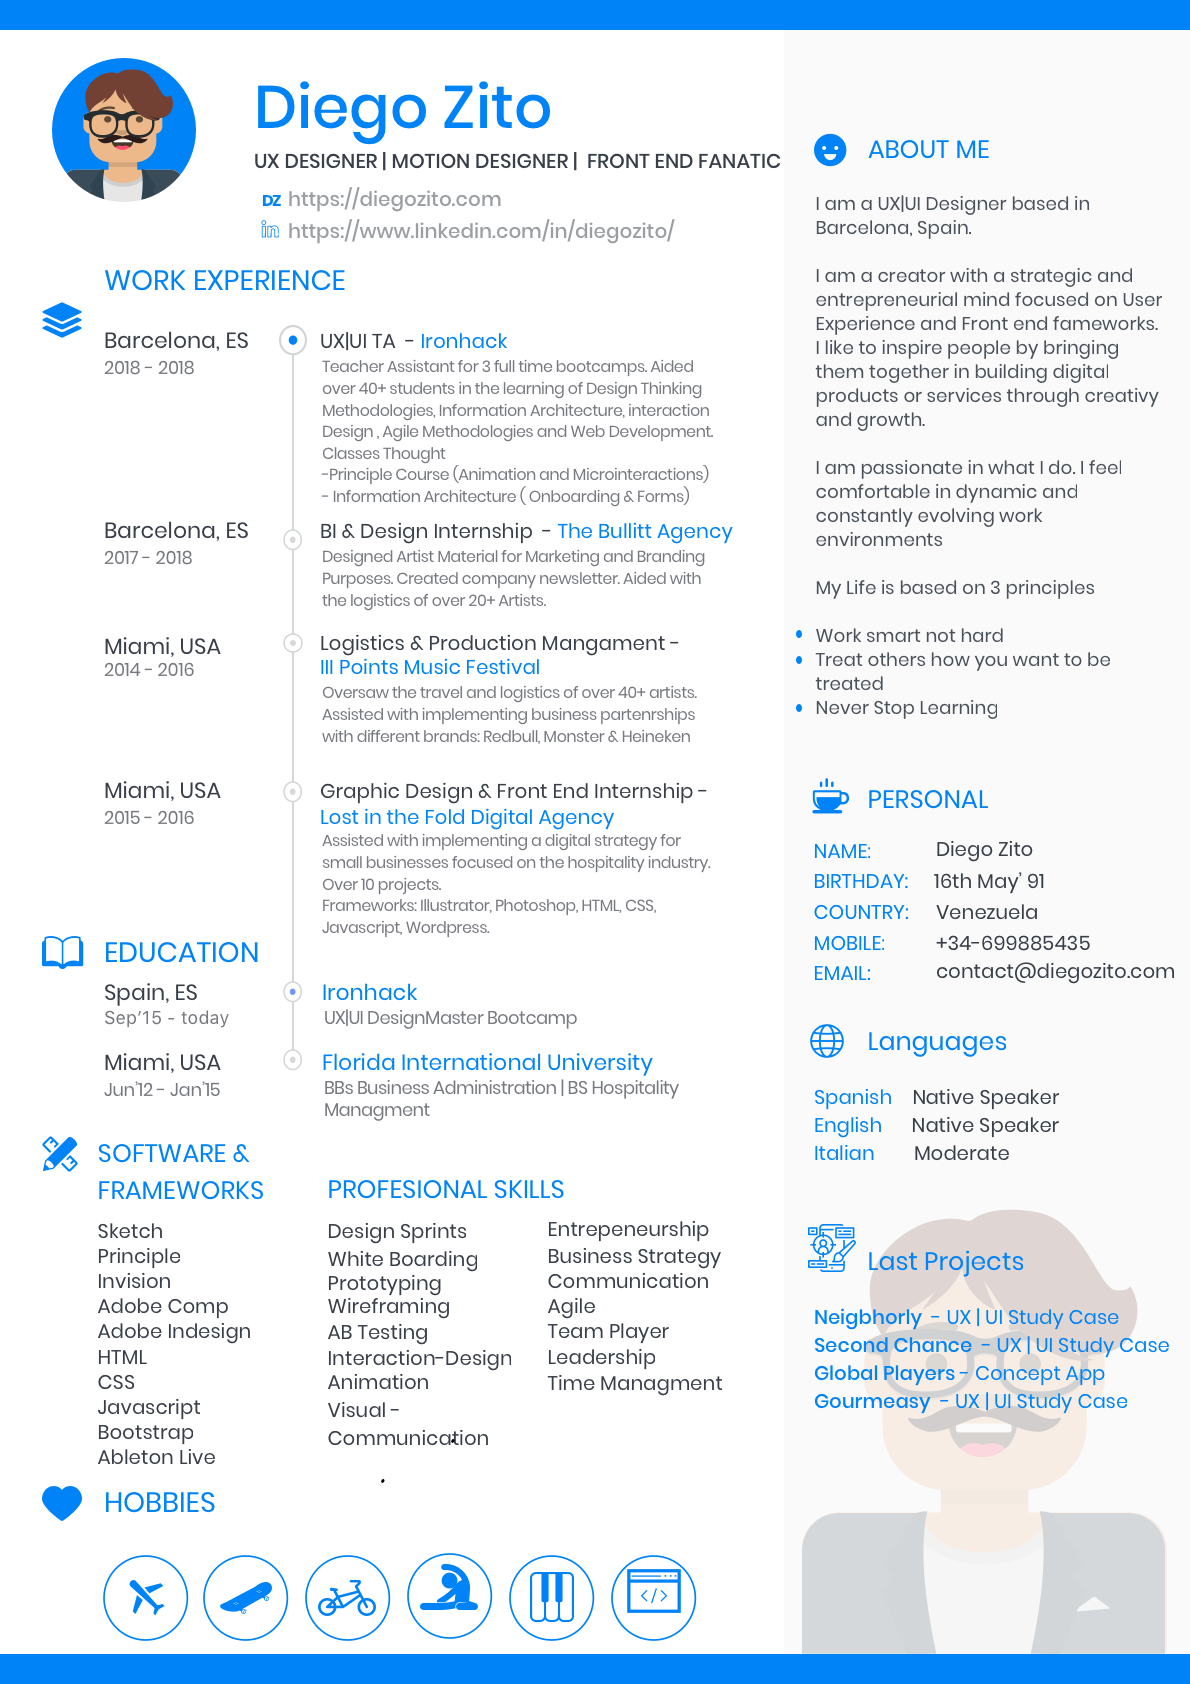 Diego Zito
UX DESIGNER | MOTION DESIGNER | FRONT END FANATIC
DZ https://diegozito.com
in https://www.linkedin.com/in/diegozito/
WORK EXPERIENCE
Barcelona, ES
2018 - 2018
UX|UI TA - Ironhack
Teacher Assistant for 3 full time bootcamps. Aided
over 40+ students in the learning of Design Thinking
Methodologies, Information Architecture, interaction
Design , Agile Methodologies and Web Development.
Classes Thought
-Principle Course (Animation and Microinteractions)
- Information Architecture ( Onboarding & Forms)
Barcelona, ES
2017 - 2018
BI & Design Internship - The Bullitt Agency
Designed Artist Material for Marketing and Branding
Purposes. Created company newsletter. Aided with
the logistics of over 20+ Artists.
Miami, USA
2014 - 2016
Logistics & Production Mangament -
III Points Music Festival
Oversaw the travel and logistics of over 40+ artists.
Assisted with implementing business partenrships
with different brands: Redbull, Monster & Heineken
Miami, USA
2015 - 2016
Graphic Design & Front End Internship -
Lost in the Fold Digital Agency
Assisted with implementing a digital strategy for
small businesses focused on the hospitality industry.
Over 10 projects.
Frameworks: Illustrator, Photoshop, HTML, CSS,
Javascript, Wordpress.
EDUCATION
Spain, ES
Sep'15 - today
Ironhack
UX|UI DesignMaster Bootcamp
Miami, USA
Jun'12 - Jan'15
Florida International University
BBs Business Administration | BS Hospitality
Managment
SOFTWARE &
FRAMEWORKS
Sketch
Principle
Invision
Adobe Comp
Adobe Indesign
HTML
CSS
Javascript
Bootstrap
Ableton Live
PROFESIONAL SKILLS
Design Sprints
White Boarding
Prototyping
Wireframing
AB Testing
Interaction-Design
Animation
Visual -
Communication
Entrepeneurship
Business Strategy
Communication
Agile
Team Player
Leadership
Time Managment
HOBBIES
</>
ABOUT ME
I am a UX|UI Designer based in
Barcelona, Spain.
I am a creator with a strategic and
entrepreneurial mind focused on User
Experience and Front end fameworks.
I like to inspire people by bringing
them together in building digital
products or services through creativy
and growth.
I am passionate in what I do. I feel
comfortable in dynamic and
constantly evolving work
environments
My Life is based on 3 principles
Work smart not hard
Treat others how you want to be
treated
Never Stop Learning
PERSONAL
NAME: Diego Zito
BIRTHDAY: 16th May' 91
COUNTRY: Venezuela
MOBILE: +34-699885435
EMAIL: contact@diegozito.com
Languages
Spanish Native Speaker
English Native Speaker
Italian Moderate
Last Projects
Neigbhorly - UX | UI Study Case
Second Chance - UX | UI Study Case
Global Players - Concept App
Gourmeasy - UX | UI Study Case